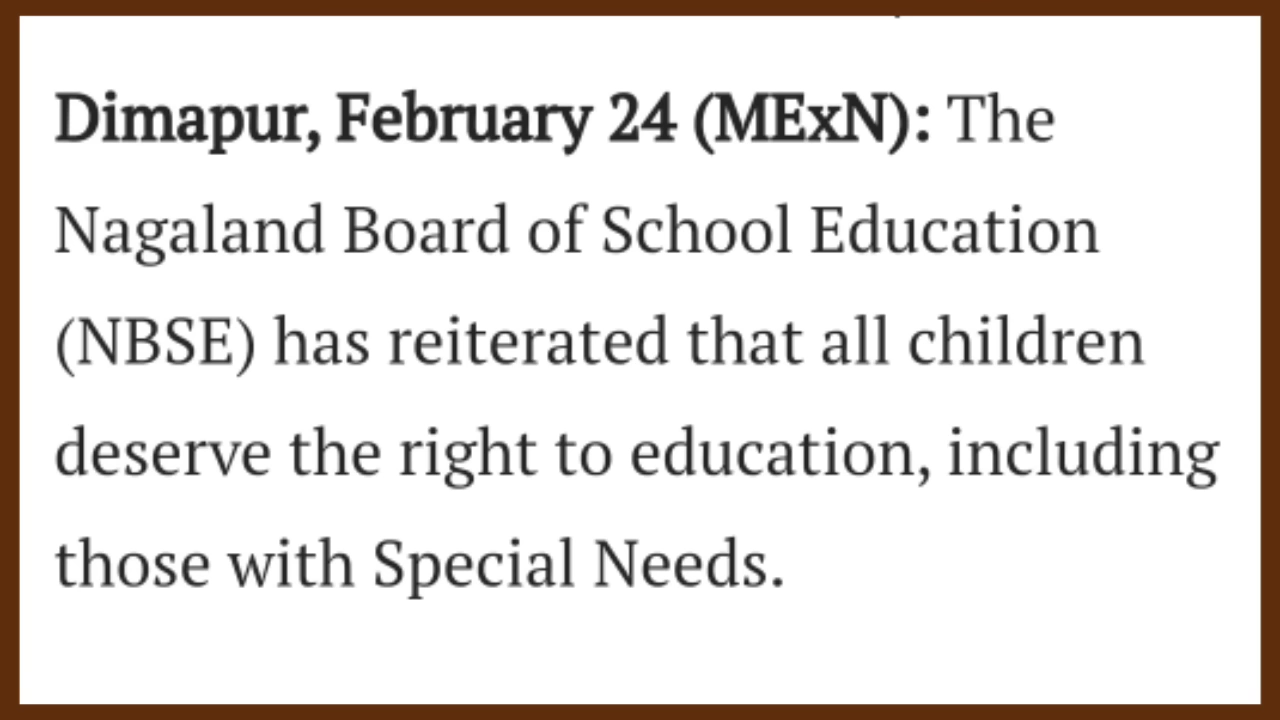 Dimapur, February 24 (MExN): The
Nagaland Board of School Education
(NBSE) has reiterated that all children
deserve the right to education, including
those with Special Needs.